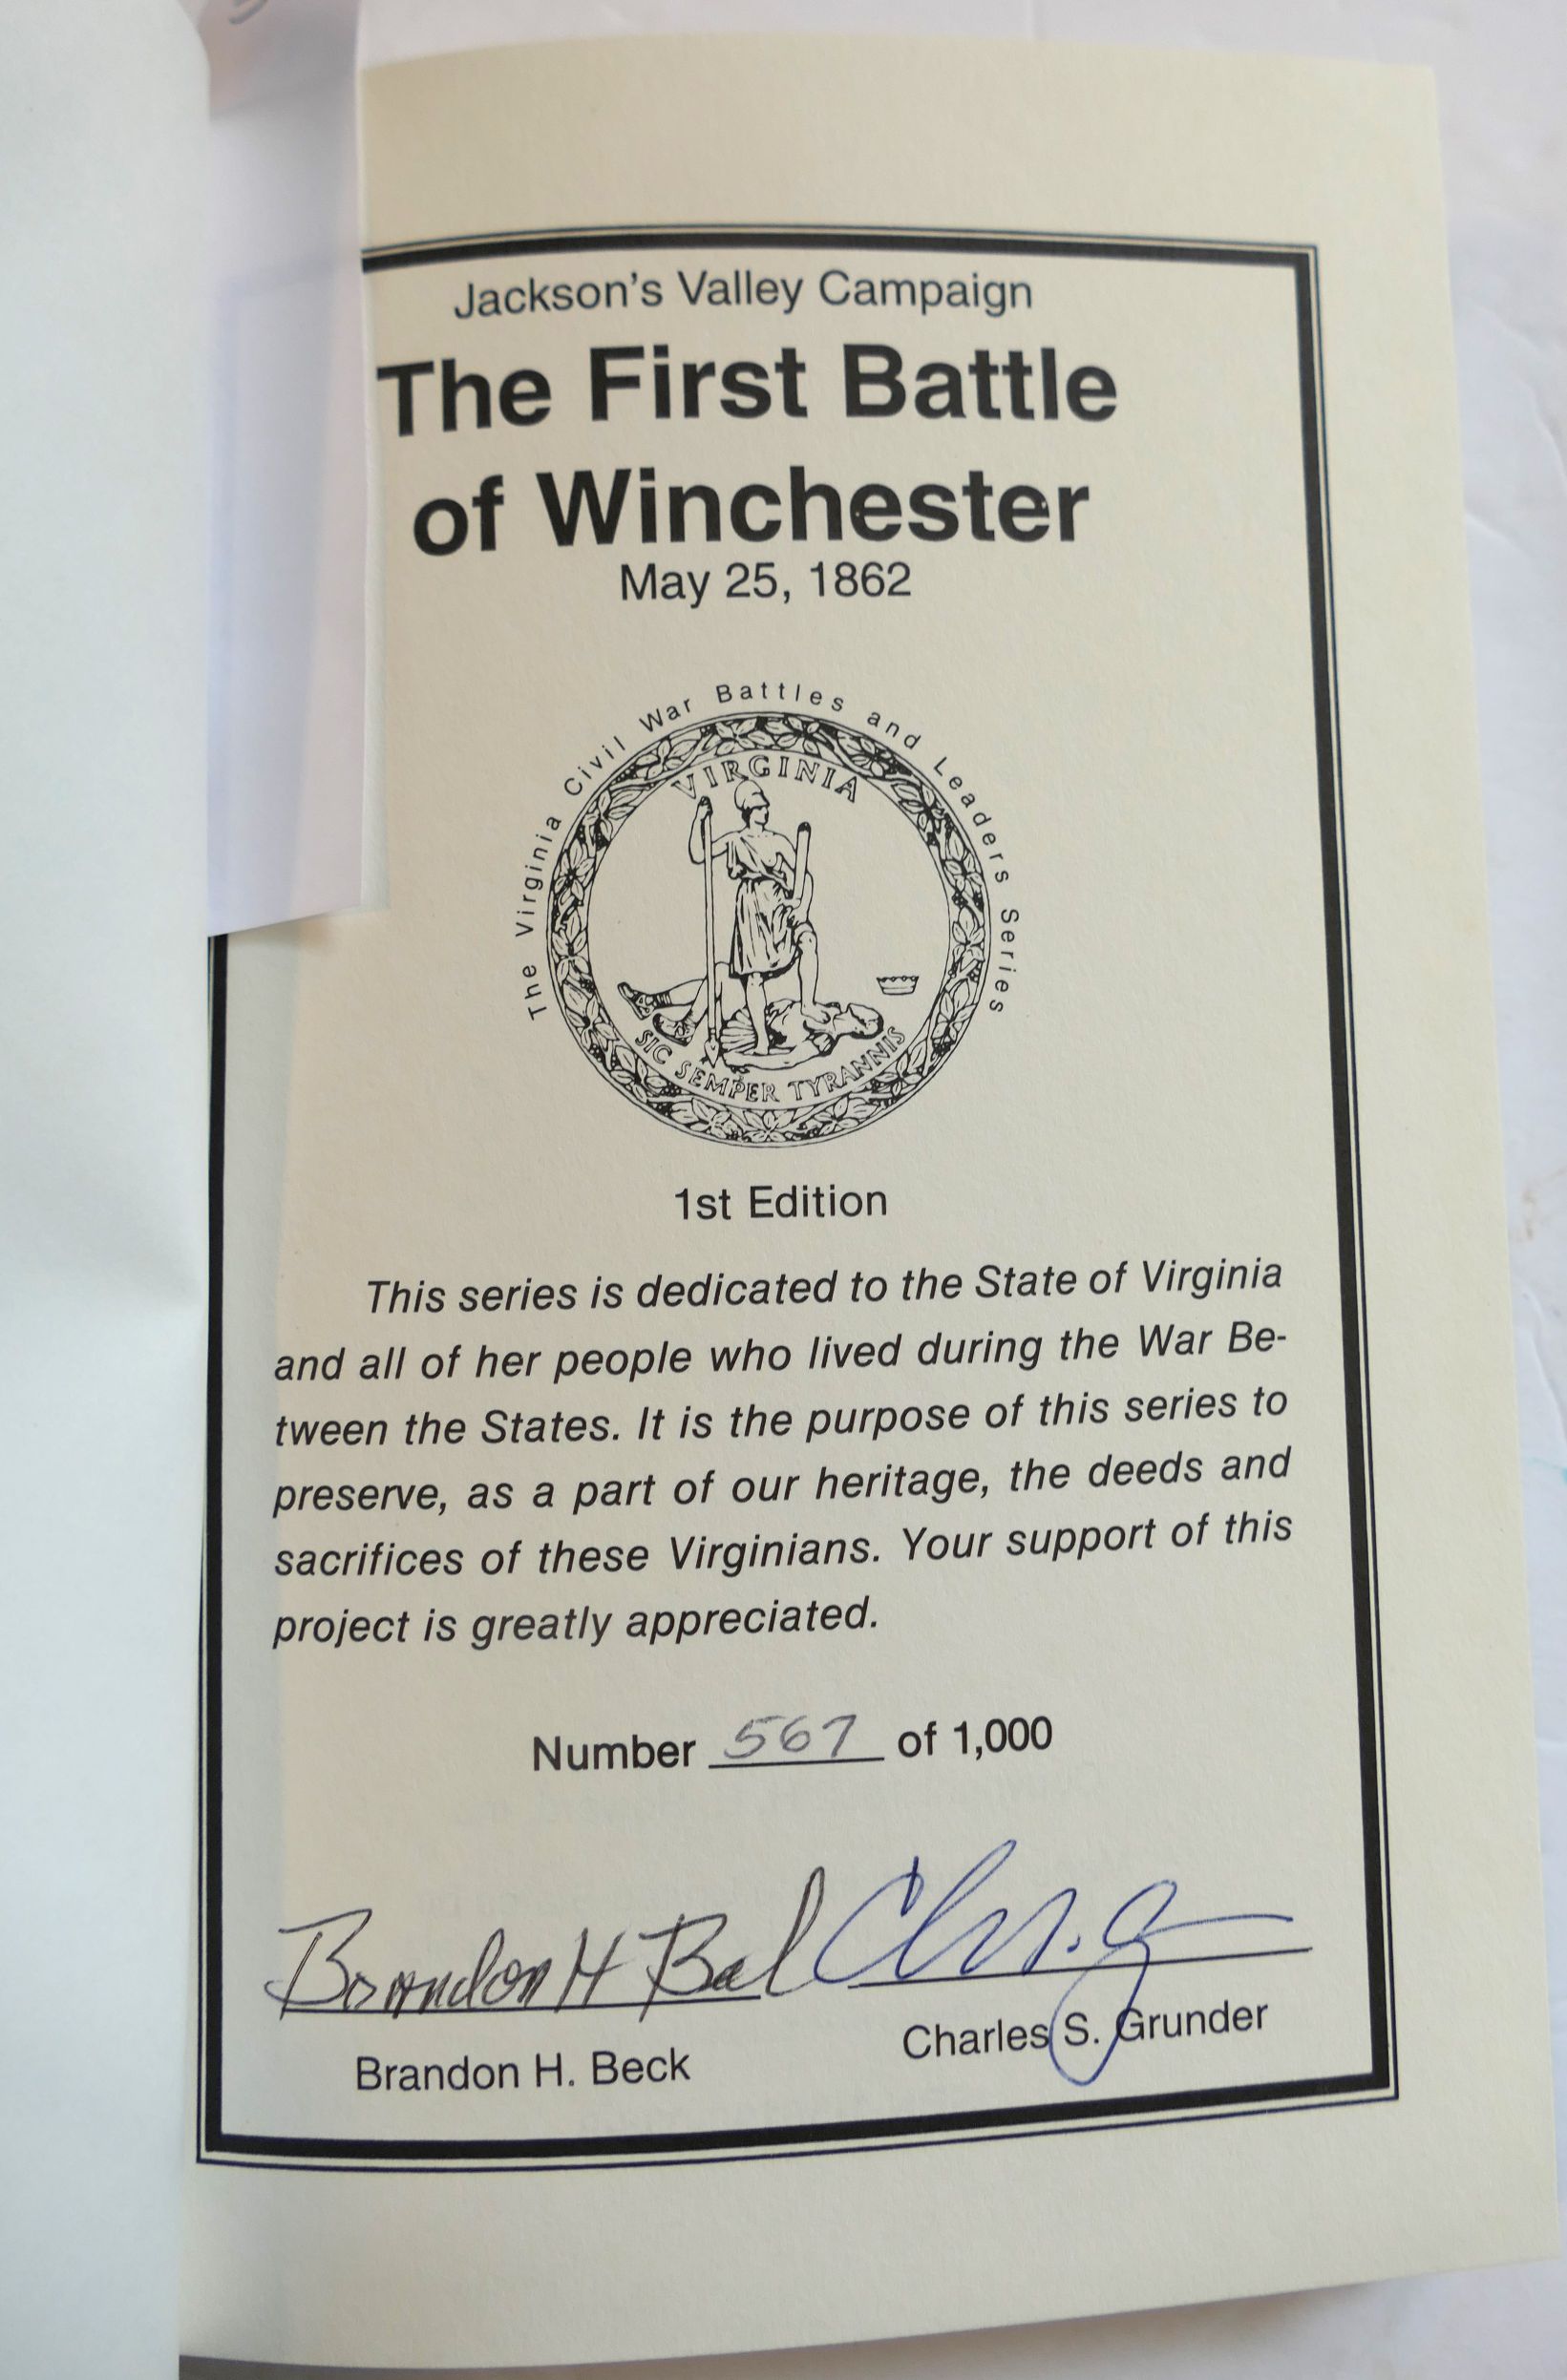 Jackson's Valley Campaign
The First Battle
of Winchester
May 25, 1862
The Virginia Civil War Battles and Leaders Series
VIRGINIA
SIC SEMPER TYRANNIS
1st Edition
This series is dedicated to the State of Virginia
and all of her people who lived during the War Be-
tween the States. It is the purpose of this series to
preserve, as a part of our heritage, the deeds and
sacrifices of these Virginians. Your support of this
project is greatly appreciated.
Number 567 of 1,000
Brandon H Bel
Brandon H. Beck
Charles S. Grunder